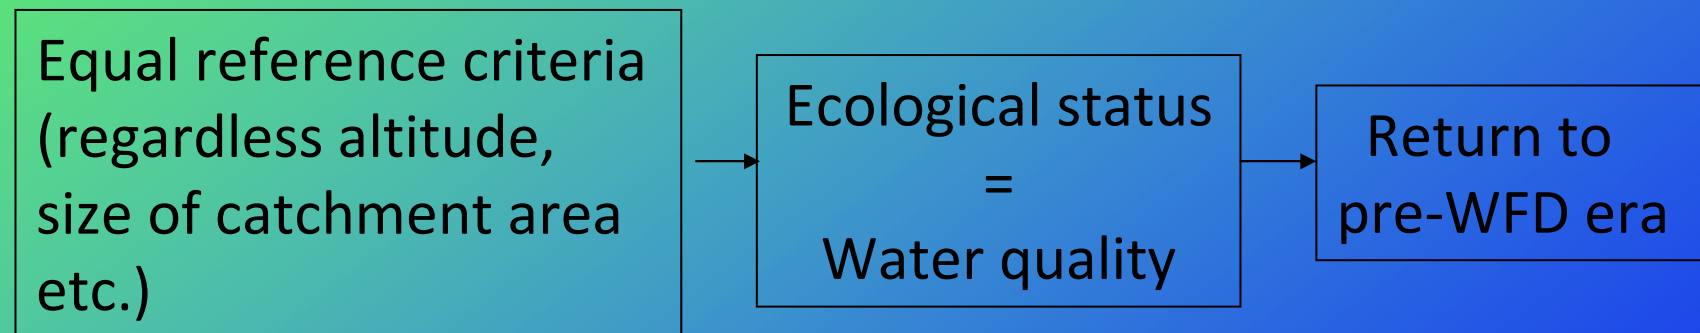 Equal reference criteria
(regardless altitude,
size of catchment area
etc.)
Ecological status
=
Water quality
Return to
pre-WFD era